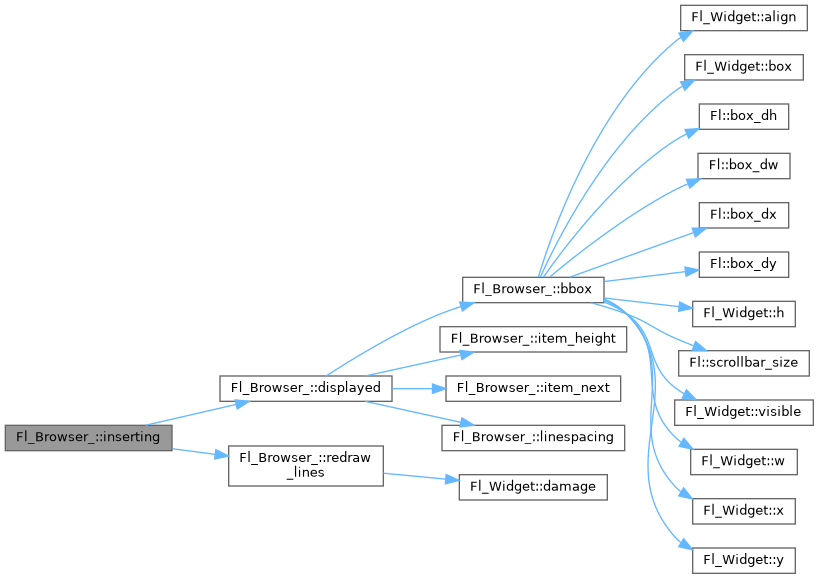 Fl_Widget::align
Fl_Widget::box
Fl::box_dh
Fl::box_dw
Fl::box_dx
Fl::box_dy
Fl_Browser_::bbox
Fl_Widget::h
Fl_Browser_::item_height
Fl::scrollbar_size
Fl_Browser_::displayed
Fl_Browser_::item_next
Fl_Widget::visible
Fl_Browser_::inserting
Fl_Browser_::linespacing
Fl_Browser_::redraw
_lines
Fl_Widget::w
Fl_Widget::damage
Fl_Widget::x
Fl_Widget::y